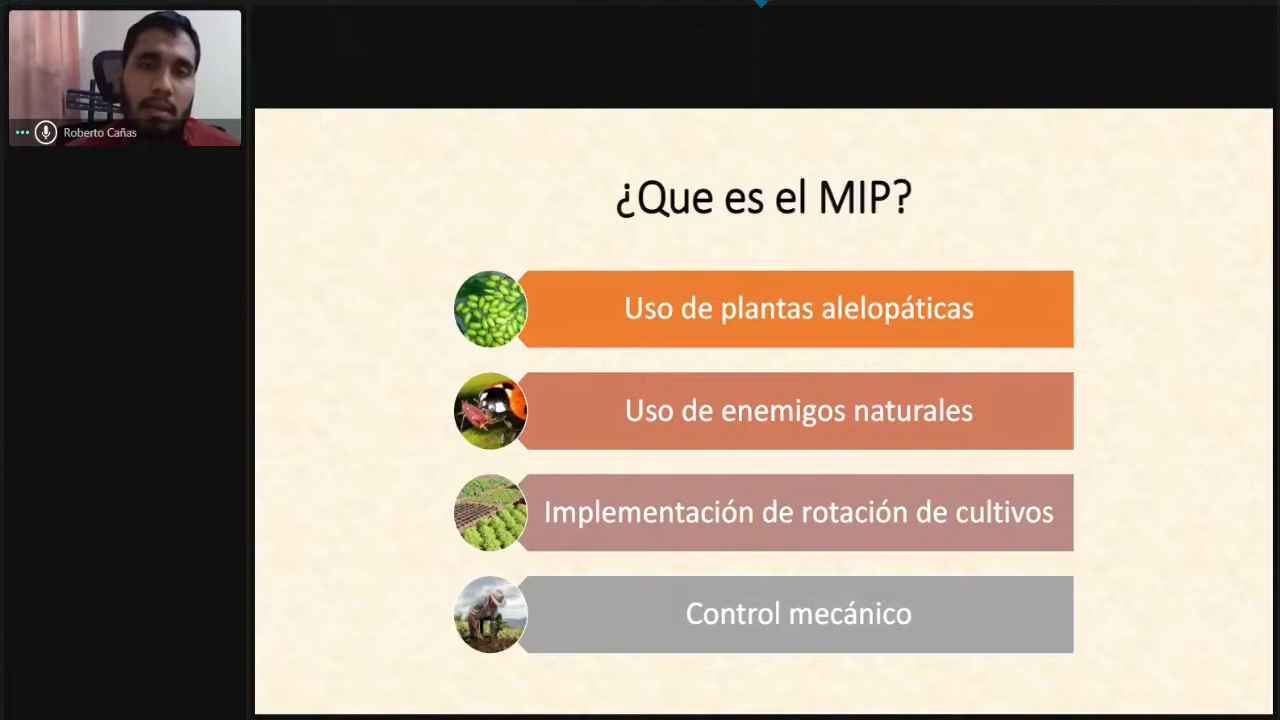 Roberto Cañas
¿Que es el MIP?
Uso de plantas alelopáticas
Uso de enemigos naturales
Implementación de rotación de cultivos
Control mecánico